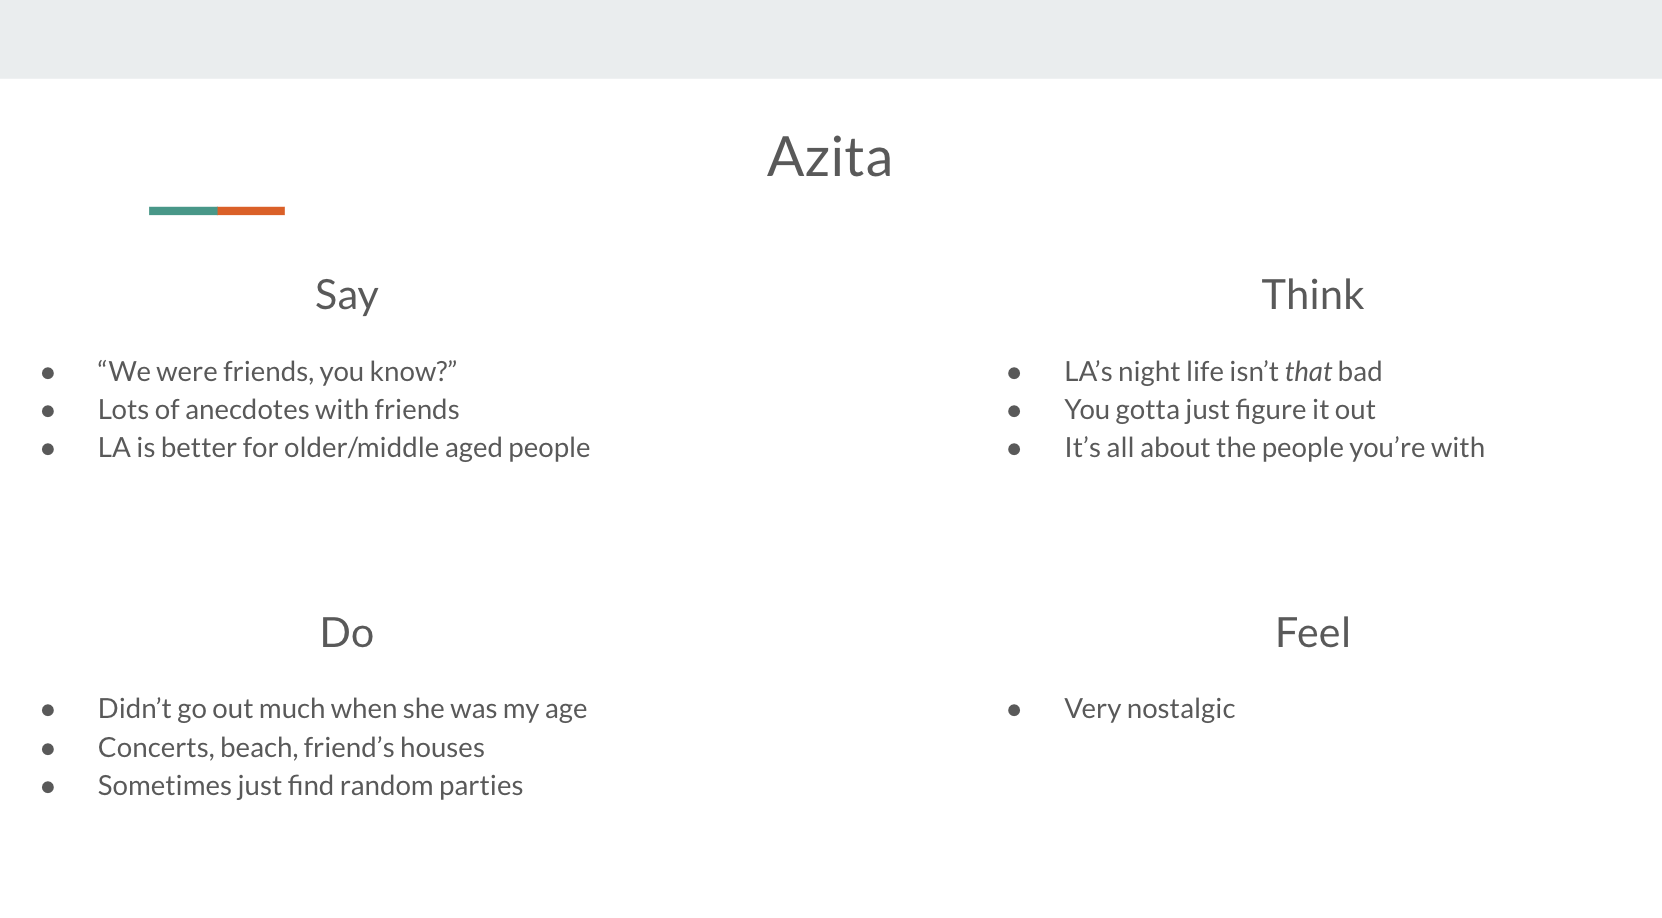 Azita
Say
● “We were friends, you know?”
● Lots of anecdotes with friends
● LA is better for older/middle aged people
Think
● LA’s night life isn’t that bad
● You gotta just figure it out
● It’s all about the people you’re with
Do
● Didn’t go out much when she was my age
● Concerts, beach, friend’s houses
● Sometimes just find random parties
Feel
● Very nostalgic